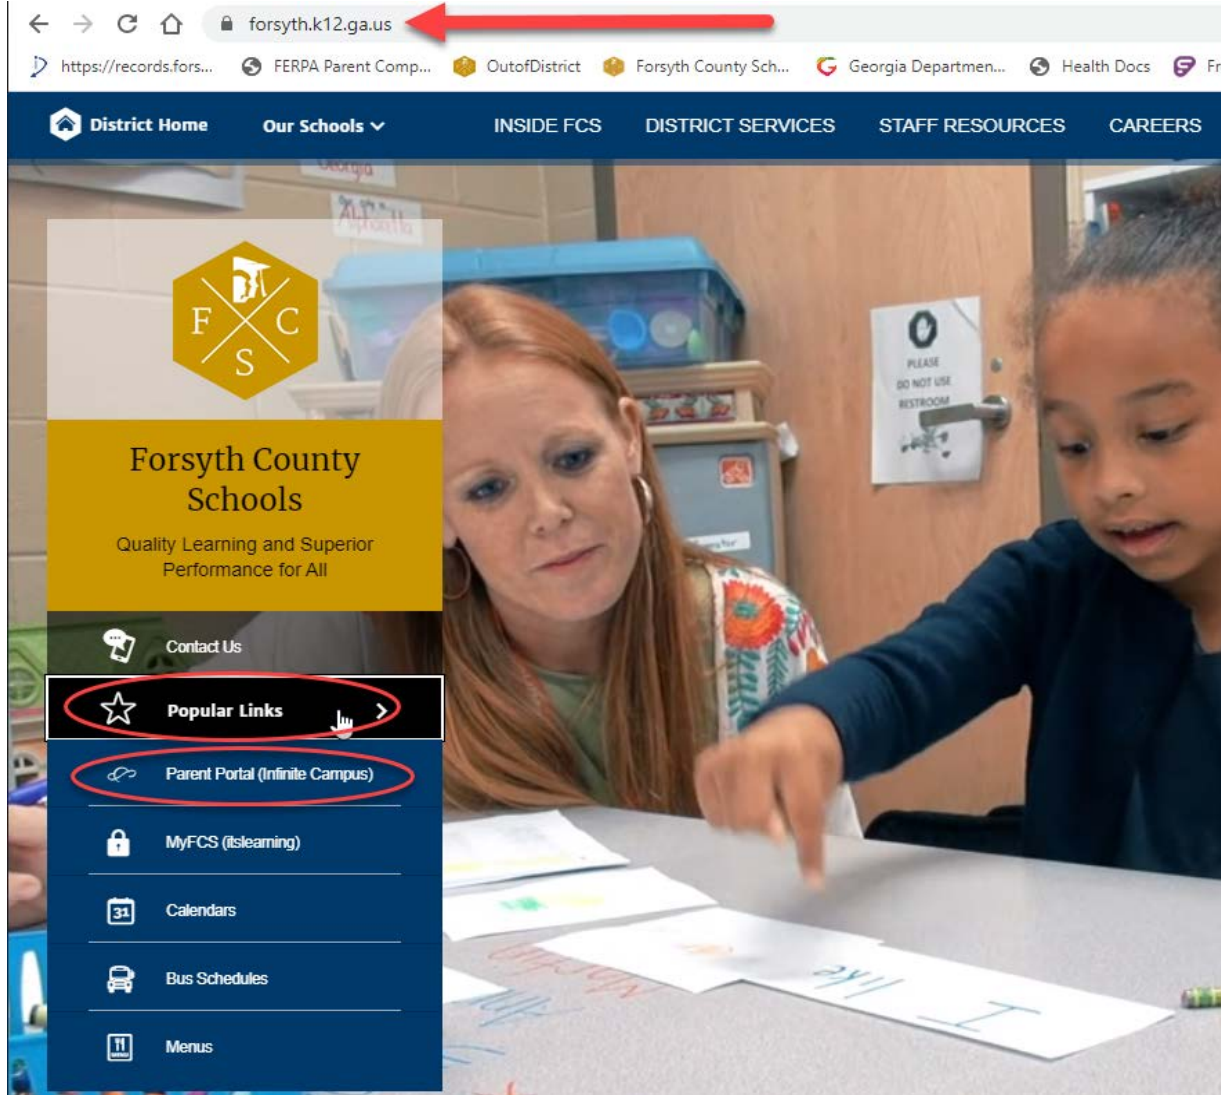 forsyth.k12.ga.us
https://records.fors... FERPA Parent Comp... OutofDistrict Forsyth County Sch... Georgia Departmen... Health Docs Fr
District Home Our Schools INSIDE FCS DISTRICT SERVICES STAFF RESOURCES CAREERS
Georgia
Alpharetta
F C
S
PLEASE
DO NOT USE
RESTROOM
Forsyth County
Schools
Quality Learning and Superior
Performance for All
Contact Us
Popular Links
Parent Portal (Infinite Campus)
MyFCS (itslearning)
31 Calendars
Bus Schedules
Menus
I like